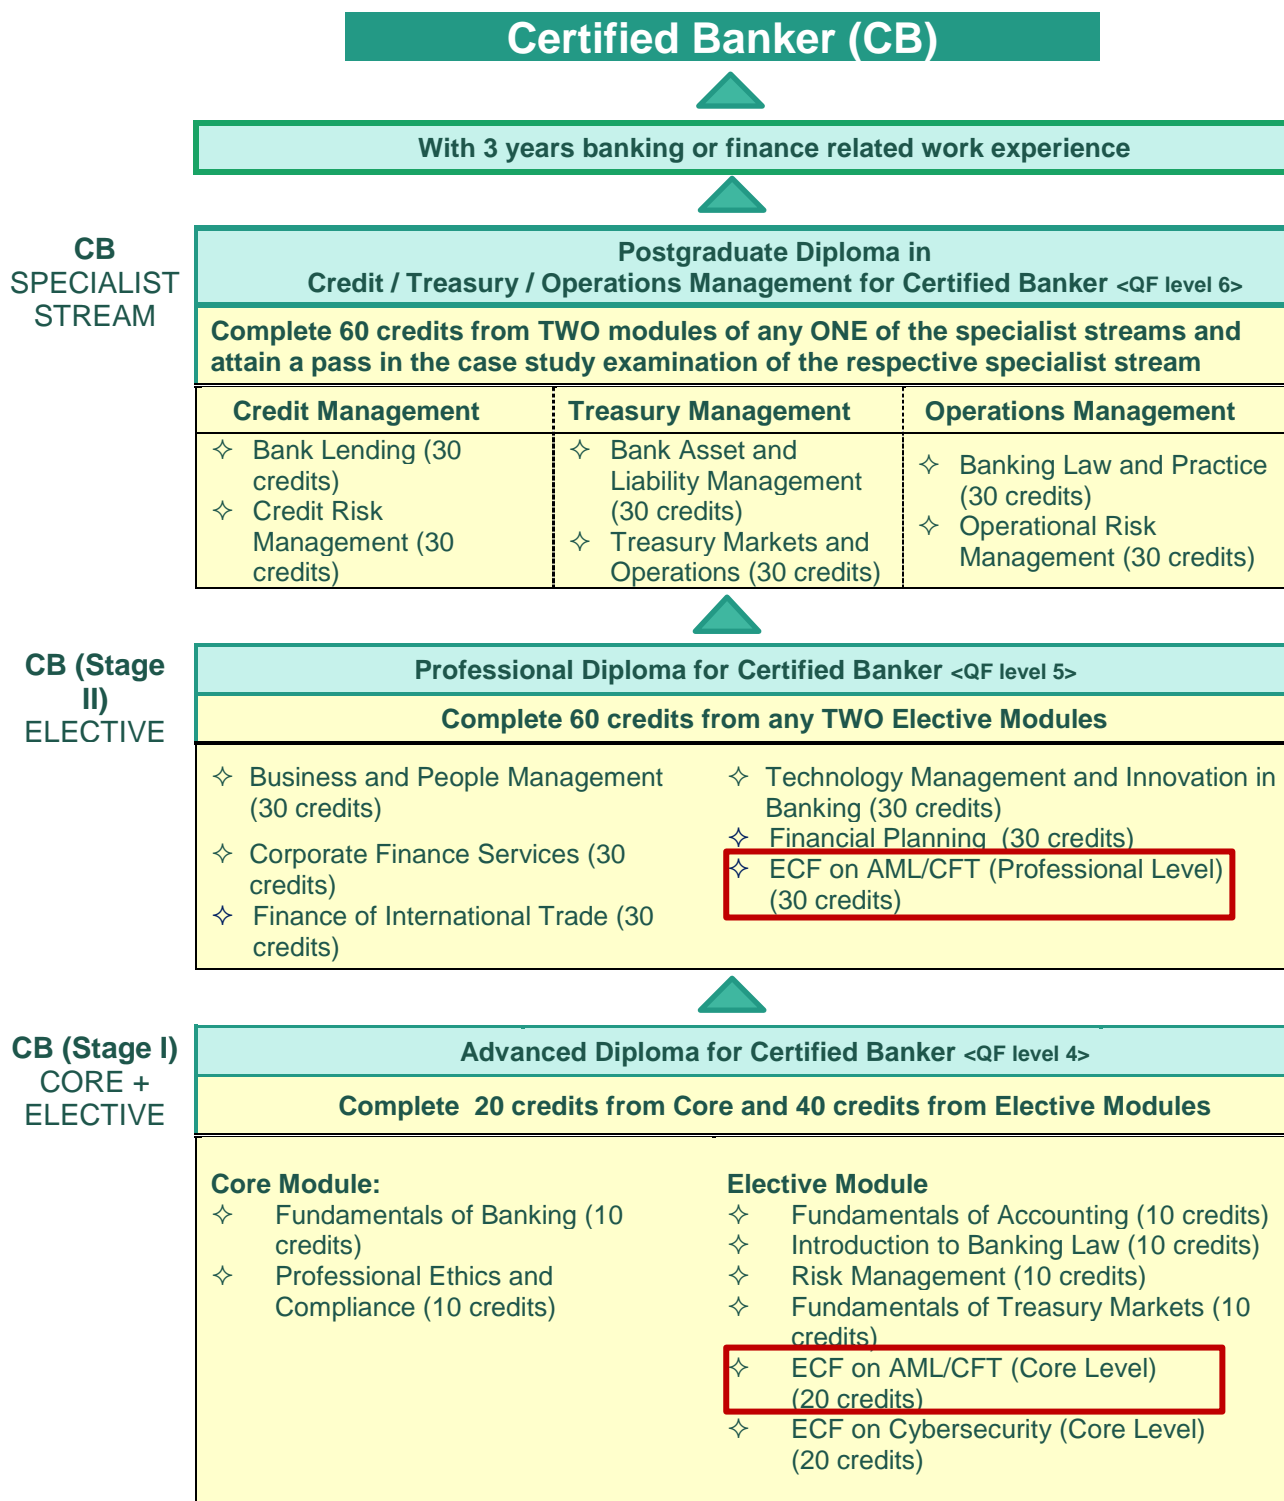 Certified Banker (CB)
With 3 years banking or finance related work experience
CB
SPECIALIST
STREAM
Postgraduate Diploma in
Credit / Treasury / Operations Management for Certified Banker <QF level 6>
Complete 60 credits from TWO modules of any ONE of the specialist streams and
attain a pass in the case study examination of the respective specialist stream
Credit Management
✧ Bank Lending (30
credits)
✧ Credit Risk
Management (30
credits)
Treasury Management
✧ Bank Asset and
Liability Management
(30 credits)
✧ Treasury Markets and
Operations (30 credits)
Operations Management
✧ Banking Law and Practice
(30 credits)
✧ Operational Risk
Management (30 credits)
CB (Stage
II)
ELECTIVE
Professional Diploma for Certified Banker <QF level 5>
Complete 60 credits from any TWO Elective Modules
✧ Business and People Management
(30 credits)
✧ Corporate Finance Services (30
credits)
✧ Finance of International Trade (30
credits)
✧ Technology Management and Innovation in
Banking (30 credits)
✧ Financial Planning (30 credits)
✧ ECF on AML/CFT (Professional Level)
(30 credits)
CB (Stage I)
CORE +
ELECTIVE
Advanced Diploma for Certified Banker <QF level 4>
Complete 20 credits from Core and 40 credits from Elective Modules
Core Module:
✧ Fundamentals of Banking (10
credits)
✧ Professional Ethics and
Compliance (10 credits)
Elective Module
✧ Fundamentals of Accounting (10 credits)
✧ Introduction to Banking Law (10 credits)
✧ Risk Management (10 credits)
✧ Fundamentals of Treasury Markets (10
credits)
✧ ECF on AML/CFT (Core Level)
(20 credits)
✧ ECF on Cybersecurity (Core Level)
(20 credits)